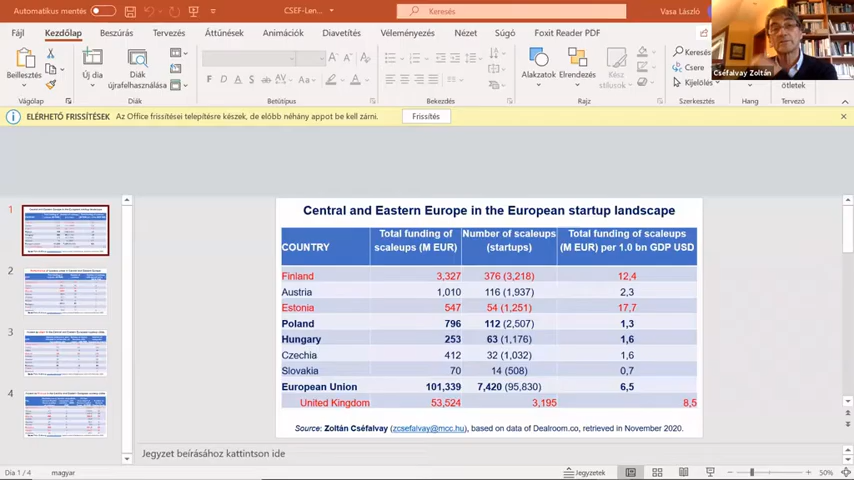 Automatikus mentés
CSEF-Len...
Keresés
Vasa László
Fájl Kezdőlap Beszúrás Tervezés Áttűnések Animációk Diavetítés Véleményezés Nézet Súgó Foxit Reader PDF
Beillesztés
Új dia
Diák újrafelhasználása
Alakzatok
Elrendezés
Kész stílusok
Keresés
Csere
Kijelölés
ötletek
Vágólap
Diák
Betűtípus
Bekezdés
Rajz
Szerkesztés
Hang
Tervező
Cséfalvay Zoltán
ELÉRHETŐ FRISSÍTÉSEK Az Office frissítései telepítésre készek, de előbb néhány appot be kell zárni. Frissítés
1
2
3
4
Central and Eastern Europe in the European startup landscape
COUNTRY Total funding of scaleups (M EUR) Number of scaleups (startups) Total funding of scaleups (M EUR) per 1.0 bn GDP USD
Finland 3,327 376 (3,218) 12,4
Austria 1,010 116 (1,937) 2,3
Estonia 547 54 (1,251) 17,7
Poland 796 112 (2,507) 1,3
Hungary 253 63 (1,176) 1,6
Czechia 412 32 (1,032) 1,6
Slovakia 70 14 (508) 0,7
European Union 101,339 7,420 (95,830) 6,5
United Kingdom 53,524 3,195 8,5
Source: Zoltán Cséfalvay (zcsefalvay@mcc.hu), based on data of Dealroom.co, retrieved in November 2020.
Jegyzet beírásához kattintson ide
Dia 1 / 4 magyar Jegyzetek 50%